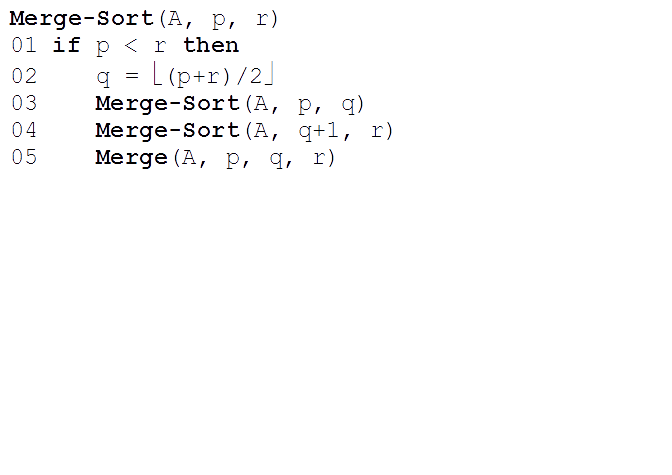 Merge-Sort(A, p, r)
01 if p < r then
02    q = ⌊(p+r)/2⌋
03    Merge-Sort(A, p, q)
04    Merge-Sort(A, q+1, r)
05    Merge(A, p, q, r)